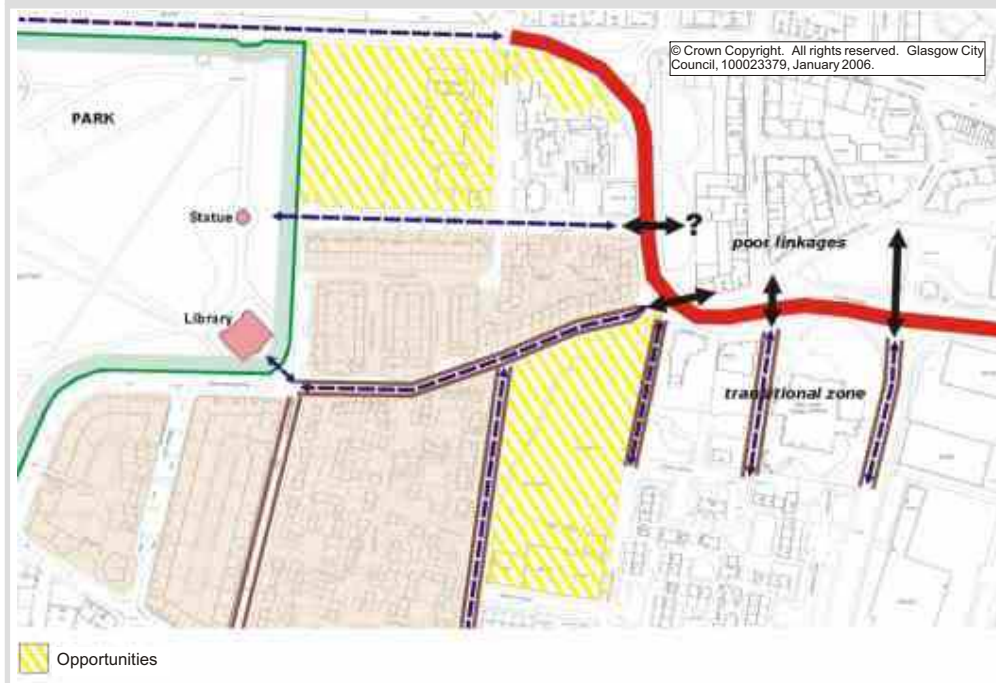 © Crown Copyright. All rights reserved. Glasgow City
Council, 100023379, January 2006.
PARK
Statue
?
poor linkages
Library
transitional zone
Opportunities